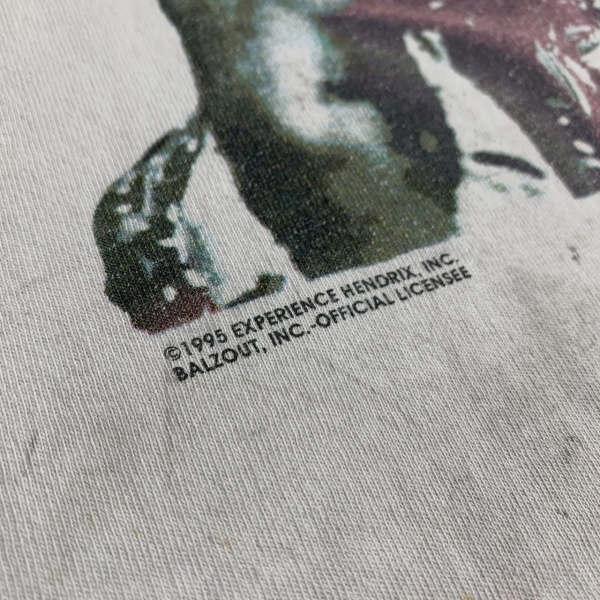 ©1995 EXPERIENCE HENDRIX, INC.
BALZOUT, INC.-OFFICIAL LICENSEE